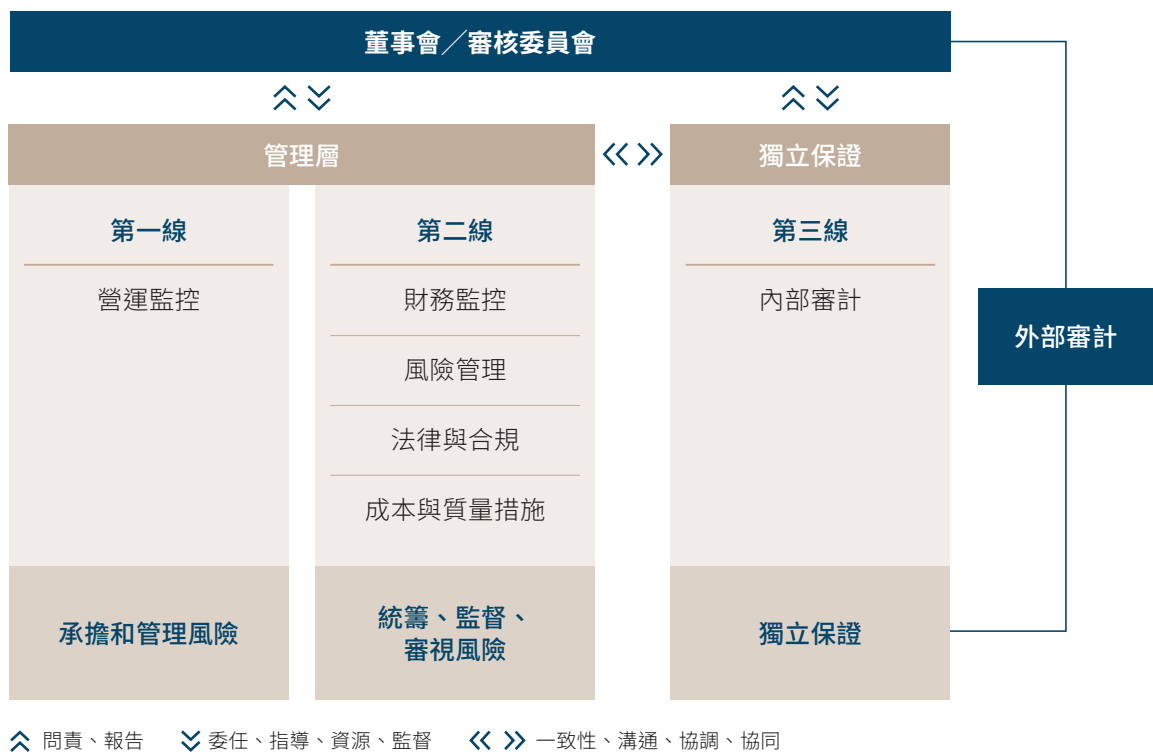 董事會／審核委員會
管理層
獨立保證
第一線
營運監控
承擔和管理風險
第二線
財務監控
風險管理
法律與合規
成本與質量措施
統籌、監督、
審視風險
第三線
內部審計
獨立保證
外部審計
問責、報告
委任、指導、資源、監督
一致性、溝通、協調、協同